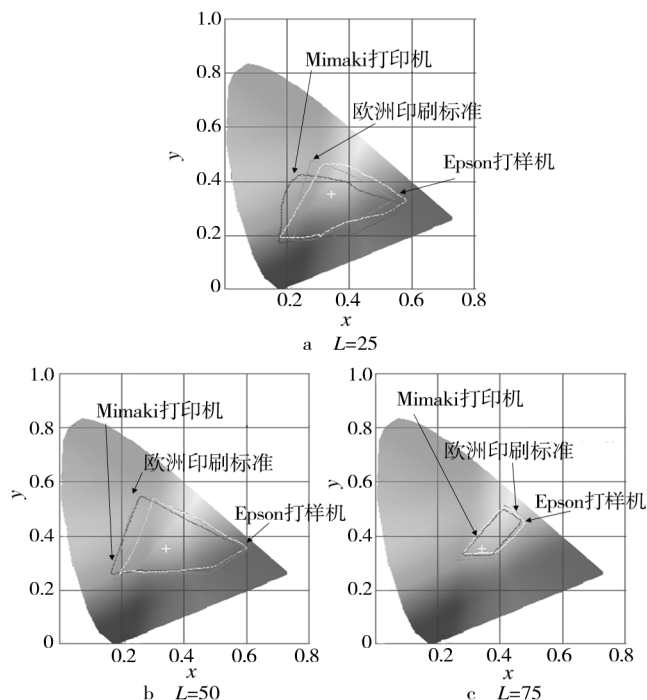 1.0
Mimaki打印机
0.8
欧洲印刷标准
0.6
Epson打样机
y
0.4
0.2
0
0.2 0.4 0.6 0.8
x
a L=25
1.0 1.0
Mimaki打印机 Mimaki打印机
0.8 0.8
欧洲印刷标准 欧洲印刷标准
0.6 0.6
Epson打样机 Epson打样机
y y
0.4 0.4
0.2 0.2
0 0
0.2 0.4 0.6 0.8 0.2 0.4 0.6 0.8
x x
b L=50 c L=75